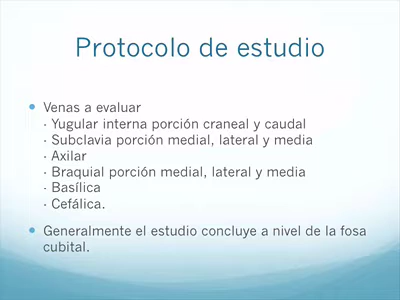 Protocolo de estudio
• Venas a evaluar
· Yugular interna porción craneal y caudal
· Subclavia porción medial, lateral y media
· Axilar
· Braquial porción medial, lateral y media
· Basílica
· Cefálica.
• Generalmente el estudio concluye a nivel de la fosa
cubital.